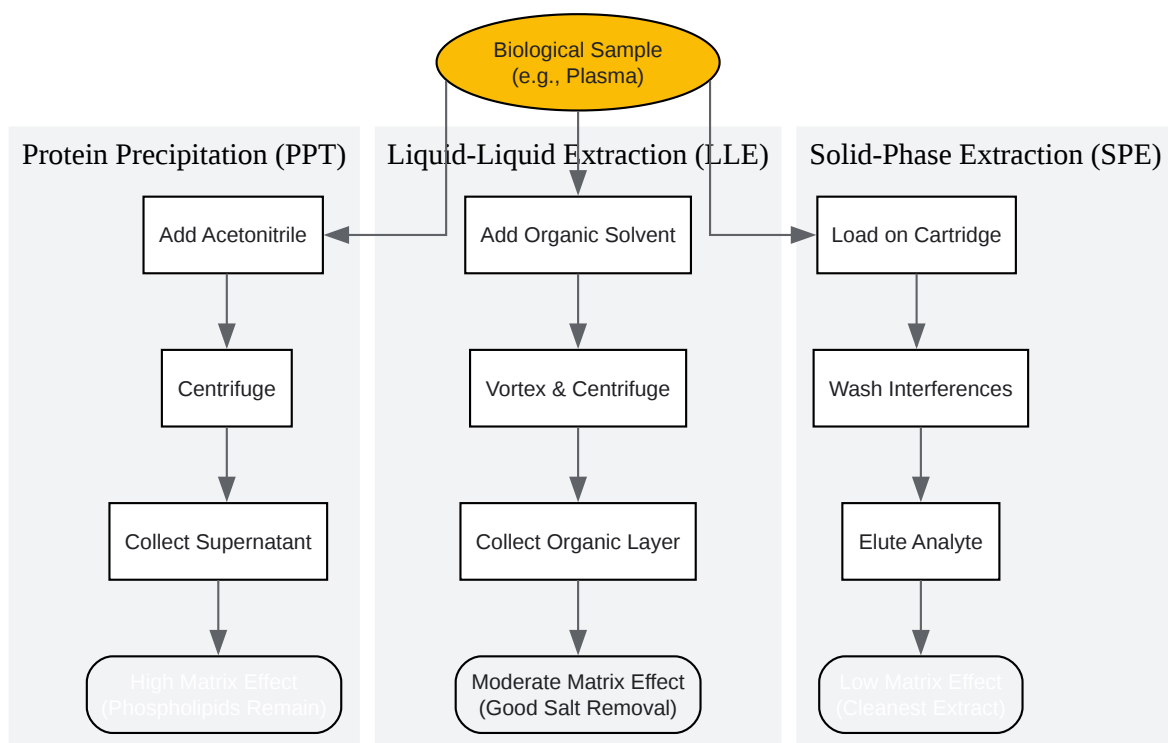 Biological Sample
(e.g., Plasma)
Protein Precipitation (PPT)
Add Acetonitrile
Centrifuge
Collect Supernatant
High Matrix Effect
(Phospholipids Remain)
Liquid-Liquid Extraction (LLE)
Add Organic Solvent
Vortex & Centrifuge
Collect Organic Layer
Moderate Matrix Effect
(Good Salt Removal)
Solid-Phase Extraction (SPE)
Load on Cartridge
Wash Interferences
Elute Analyte
Low Matrix Effect
(Cleanest Extract)